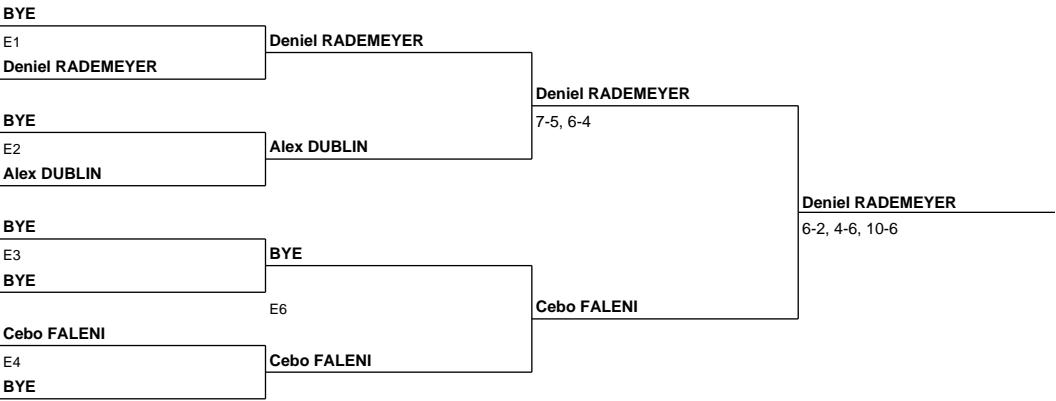 BYE
E1
Deniel RADEMEYER
Deniel RADEMEYER
BYE
E2
Alex DUBLIN
Alex DUBLIN
Deniel RADEMEYER
7-5, 6-4
BYE
E3
BYE
BYE
E6
Cebo FALENI
E4
BYE
Cebo FALENI
Cebo FALENI
Deniel RADEMEYER
6-2, 4-6, 10-6